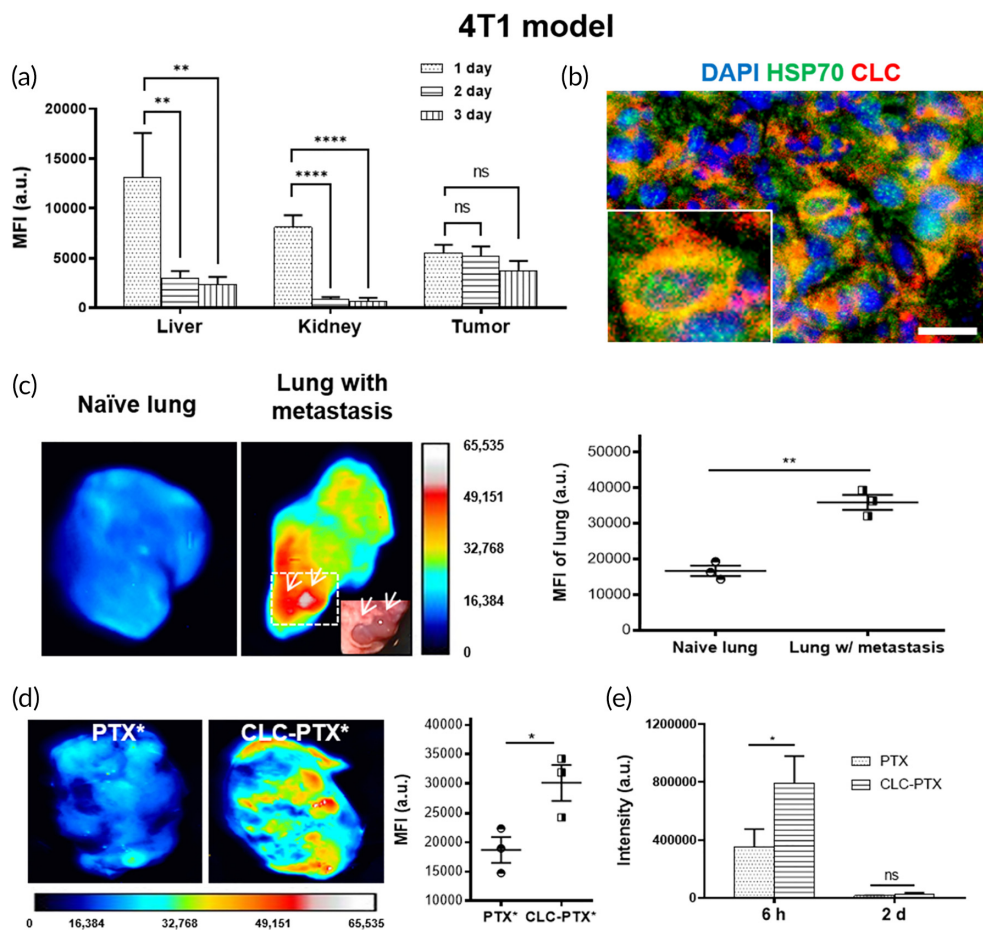 4T1 model
(a)
**
**
****
****
ns
ns
1 day
2 day
3 day
20000
15000
10000
5000
0
MFI (a.u.)
Liver Kidney Tumor
(b)
DAPI HSP70 CLC
(c)
Naïve lung
Lung with
metastasis
65,535
49,151
32,768
16,384
0
50000
40000
30000
20000
10000
0
MFI of lung (a.u.)
**
Naive lung Lung w/ metastasis
(d)
PTX* CLC-PTX*
0 16,384 32,768 49,151 65,535
40000
35000
30000
25000
20000
15000
10000
MFI (a.u.)
*
PTX* CLC-PTX*
(e)
1200000
800000
400000
0
Intensity (a.u.)
*
ns
PTX
CLC-PTX
6 h 2 d